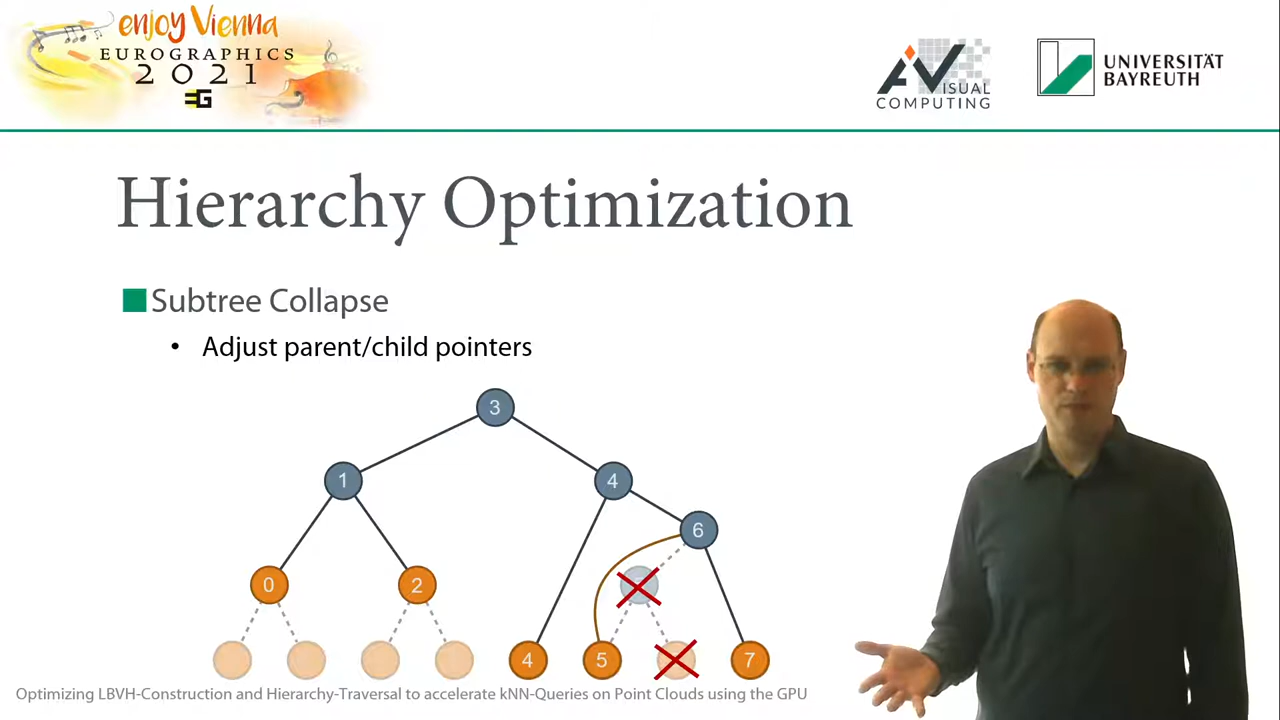 enjoy Vienna
EUROGRAPHICS
2021
EG
VISUAL
COMPUTING
UNIVERSITÄT
BAYREUTH
Hierarchy Optimization
Subtree Collapse
• Adjust parent/child pointers
3
1
4
6
0
2
4
5
7
Optimizing LBVH-Construction and Hierarchy-Traversal to accelerate kNN-Queries on Point Clouds using the GPU